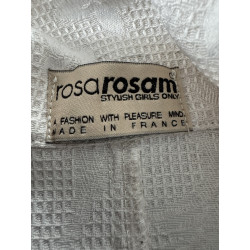 rosarosam
STYLISH GIRLS ONLY
A FASHION WITH PLEASURE MIND.
MADE IN FRANCE